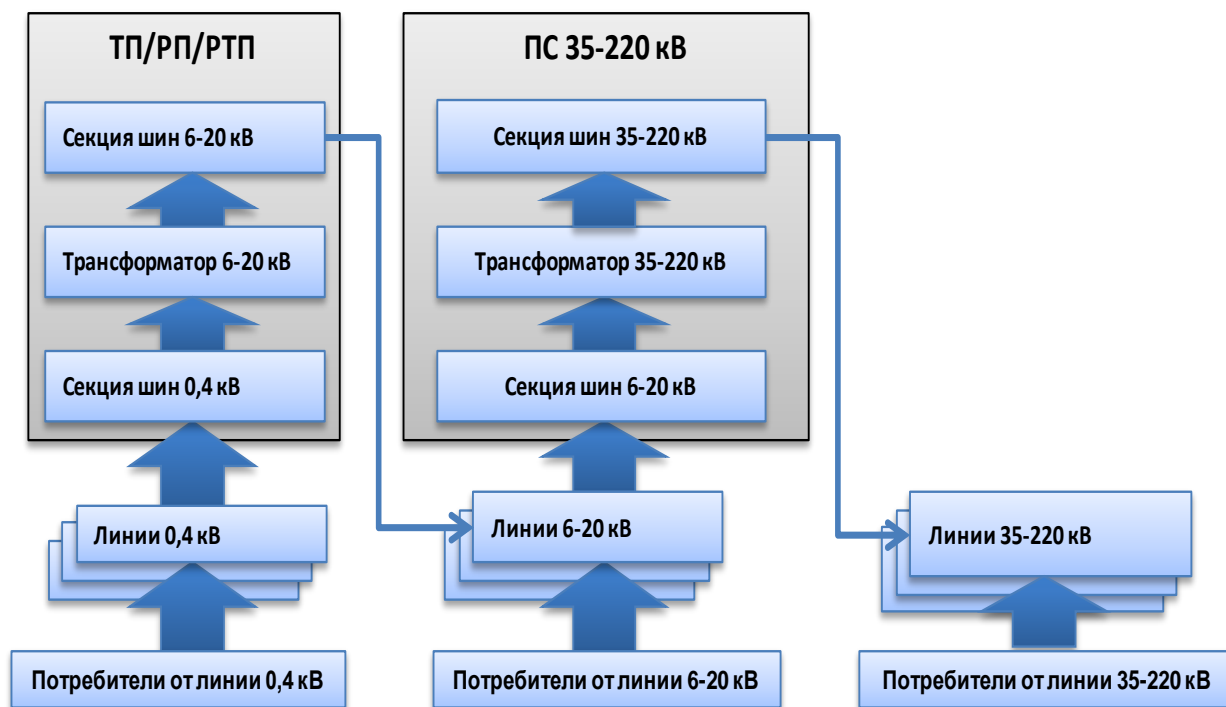 ТП/РП/РТП
Секция шин 6-20 кВ
Трансформатор 6-20 кВ
Секция шин 0,4 кВ
Линии 0,4 кВ
Потребители от линии 0,4 кВ
ПС 35-220 кВ
Секция шин 35-220 кВ
Трансформатор 35-220 кВ
Секция шин 6-20 кВ
Линии 6-20 кВ
Потребители от линии 6-20 кВ
Линии 35-220 кВ
Потребители от линии 35-220 кВ